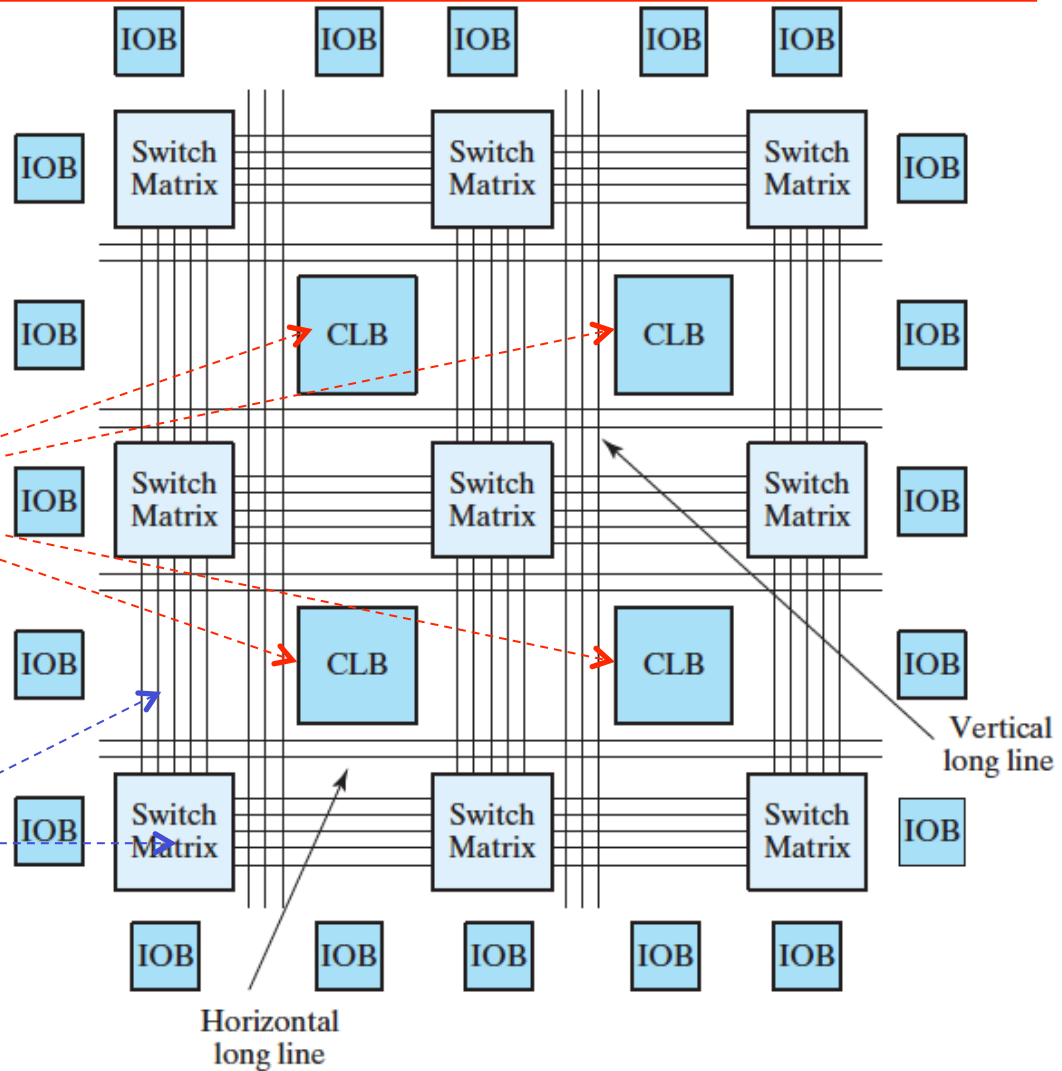 IOB IOB IOB IOB IOB
IOB Switch Matrix Switch Matrix Switch Matrix IOB
IOB CLB CLB IOB
IOB Switch Matrix Switch Matrix Switch Matrix IOB
IOB CLB CLB IOB
Vertical
long line
IOB Switch Matrix Switch Matrix Switch Matrix IOB
IOB IOB IOB IOB IOB
Horizontal
long line